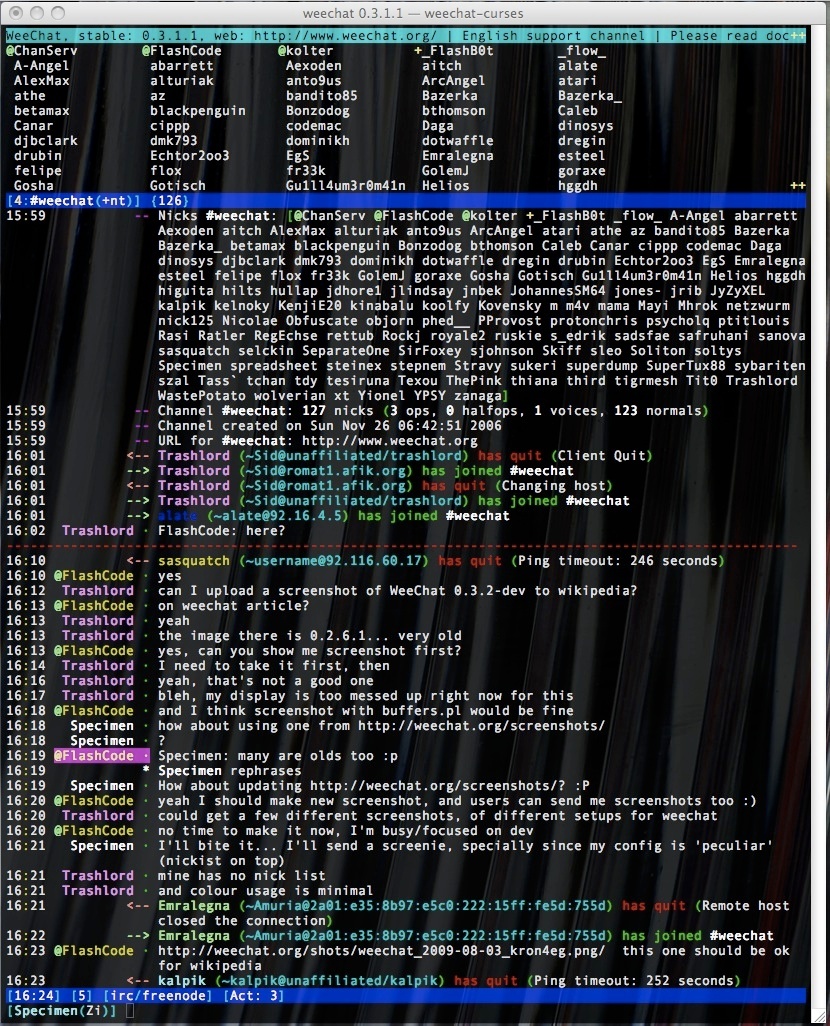 weechat 0.3.1.1 — weechat-curses
WeeChat, stable: 0.3.1.1, web: http://www.weechat.org/ | English support channel | Please read doc++
@ChanServ @FlashCode @kolter +_FlashB0t _flow_
A-Angel abarrett Aexoden aitch alate
AlexMax alturiak anto9us ArcAngel atari
athe az bandito85 Bazerka Bazerka_
betamax blackpenguin Bonzodog bthomson Caleb
Canar cippp codemac Daga dinosys
djbclark dmk793 dominikh dotwaffle dregin
drubin Echtor2oo3 EgS Emralegna esteel
felipe flox fr33k GolemJ goraxe
Gosha Gotisch Gu1ll4um3r0m41n Helios hggdh ++
[4:#weechat(+nt)] {126}
15:59 -- Nicks #weechat: [@ChanServ @FlashCode @kolter +_FlashB0t _flow_ A-Angel abarrett
Aexoden aitch AlexMax alturiak anto9us ArcAngel atari athe az bandito85 Bazerka
Bazerka_ betamax blackpenguin Bonzodog bthomson Caleb Canar cippp codemac Daga
dinosys djbclark dmk793 dominikh dotwaffle dregin drubin Echtor2oo3 EgS Emralegna
esteel felipe flox fr33k GolemJ goraxe Gosha Gotisch Gu1ll4um3r0m41n Helios hggdh
higuita hilts hullap jdhore1 jlindsay jnbek JohannesSM64 jones- jrib JyZyXEL
kalpik kelnoky KenjiE20 kinabalu koolfy Kovensky m m4v mama Mayi Mhrok netzwurm
nick125 Nicolae Obfuscate objorn phed__ PProvost protonchris psycholq ptitlouis
Rasi Ratler RegEchse rettub Rockj royale2 ruskie s_edrik sadsfae safruhani sanova
sasquatch selckin SeparateOne SirFoxey sjohnson Skiff sleo Soliton soltys
Specimen spreadsheet steinex stepnem Stravy sukeri superdump SuperTux88 sybariten
szal Tass` tchan tdy tesiruna Texou ThePink thiana third tigrmesh Tit0 Trashlord
WastePotato wolverian xt Yionel YPSY zanaga]
15:59 -- Channel #weechat: 127 nicks (3 ops, 0 halfops, 1 voices, 123 normals)
15:59 -- Channel created on Sun Nov 26 06:42:51 2006
15:59 -- URL for #weechat: http://www.weechat.org
16:01 <-- Trashlord (~Sid@unaffiliated/trashlord) has quit (Client Quit)
16:01 --> Trashlord (~Sid@romat1.afik.org) has joined #weechat
16:01 <-- Trashlord (~Sid@romat1.afik.org) has quit (Changing host)
16:01 --> Trashlord (~Sid@unaffiliated/trashlord) has joined #weechat
16:01 --> alate (~alate@92.16.4.5) has joined #weechat
16:02 Trashlord · FlashCode: here?
16:10 <-- sasquatch (~username@92.116.60.17) has quit (Ping timeout: 246 seconds)
16:10 @FlashCode · yes
16:12 Trashlord · can I upload a screenshot of WeeChat 0.3.2-dev to wikipedia?
16:13 @FlashCode · on weechat article?
16:13 Trashlord · yeah
16:13 Trashlord · the image there is 0.2.6.1... very old
16:13 @FlashCode · yes, can you show me screenshot first?
16:14 Trashlord · I need to take it first, then
16:16 Trashlord · yeah, that's not a good one
16:17 Trashlord · bleh, my display is too messed up right now for this
16:18 @FlashCode · and I think screenshot with buffers.pl would be fine
16:18 Specimen · how about using one from http://weechat.org/screenshots/
16:18 Specimen · ?
16:19 @FlashCode · Specimen: many are olds too :p
16:19 * Specimen rephrases
16:19 Specimen · How about updating http://weechat.org/screenshots/? :P
16:20 @FlashCode · yeah I should make new screenshot, and users can send me screenshots too :)
16:20 Trashlord · could get a few different screenshots, of different setups for weechat
16:20 @FlashCode · no time to make it now, I'm busy/focused on dev
16:21 Specimen · I'll bite it... I'll send a screenie, specially since my config is 'peculiar'
(nickist on top)
16:21 Trashlord · mine has no nick list
16:21 Trashlord · and colour usage is minimal
16:21 <-- Emralegna (~Amuria@2a01:e35:8b97:e5c0:222:15ff:fe5d:755d) has quit (Remote host
closed the connection)
16:22 --> Emralegna (~Amuria@2a01:e35:8b97:e5c0:222:15ff:fe5d:755d) has joined #weechat
16:23 @FlashCode · http://weechat.org/shots/weechat_2009-08-03_kron4eg.png/ this one should be ok
for wikipedia
16:23 <-- kalpik (~kalpik@unaffiliated/kalpik) has quit (Ping timeout: 252 seconds)
[16:24] [5] [irc/freenode] [Act: 3]
[Specimen(Zi)]